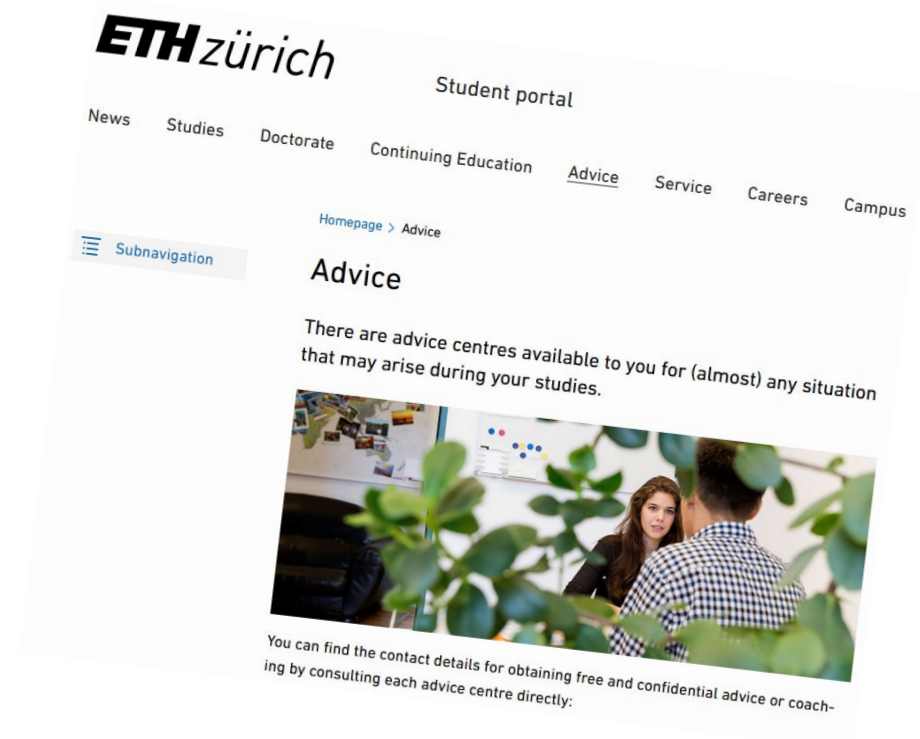 ETH zürich
Student portal
News Studies Doctorate Continuing Education Advice Service Careers Campus
Homepage > Advice
Subnavigation
Advice
There are advice centres available to you for (almost) any situation
that may arise during your studies.
You can find the contact details for obtaining free and confidential advice or coach-
ing by consulting each advice centre directly: